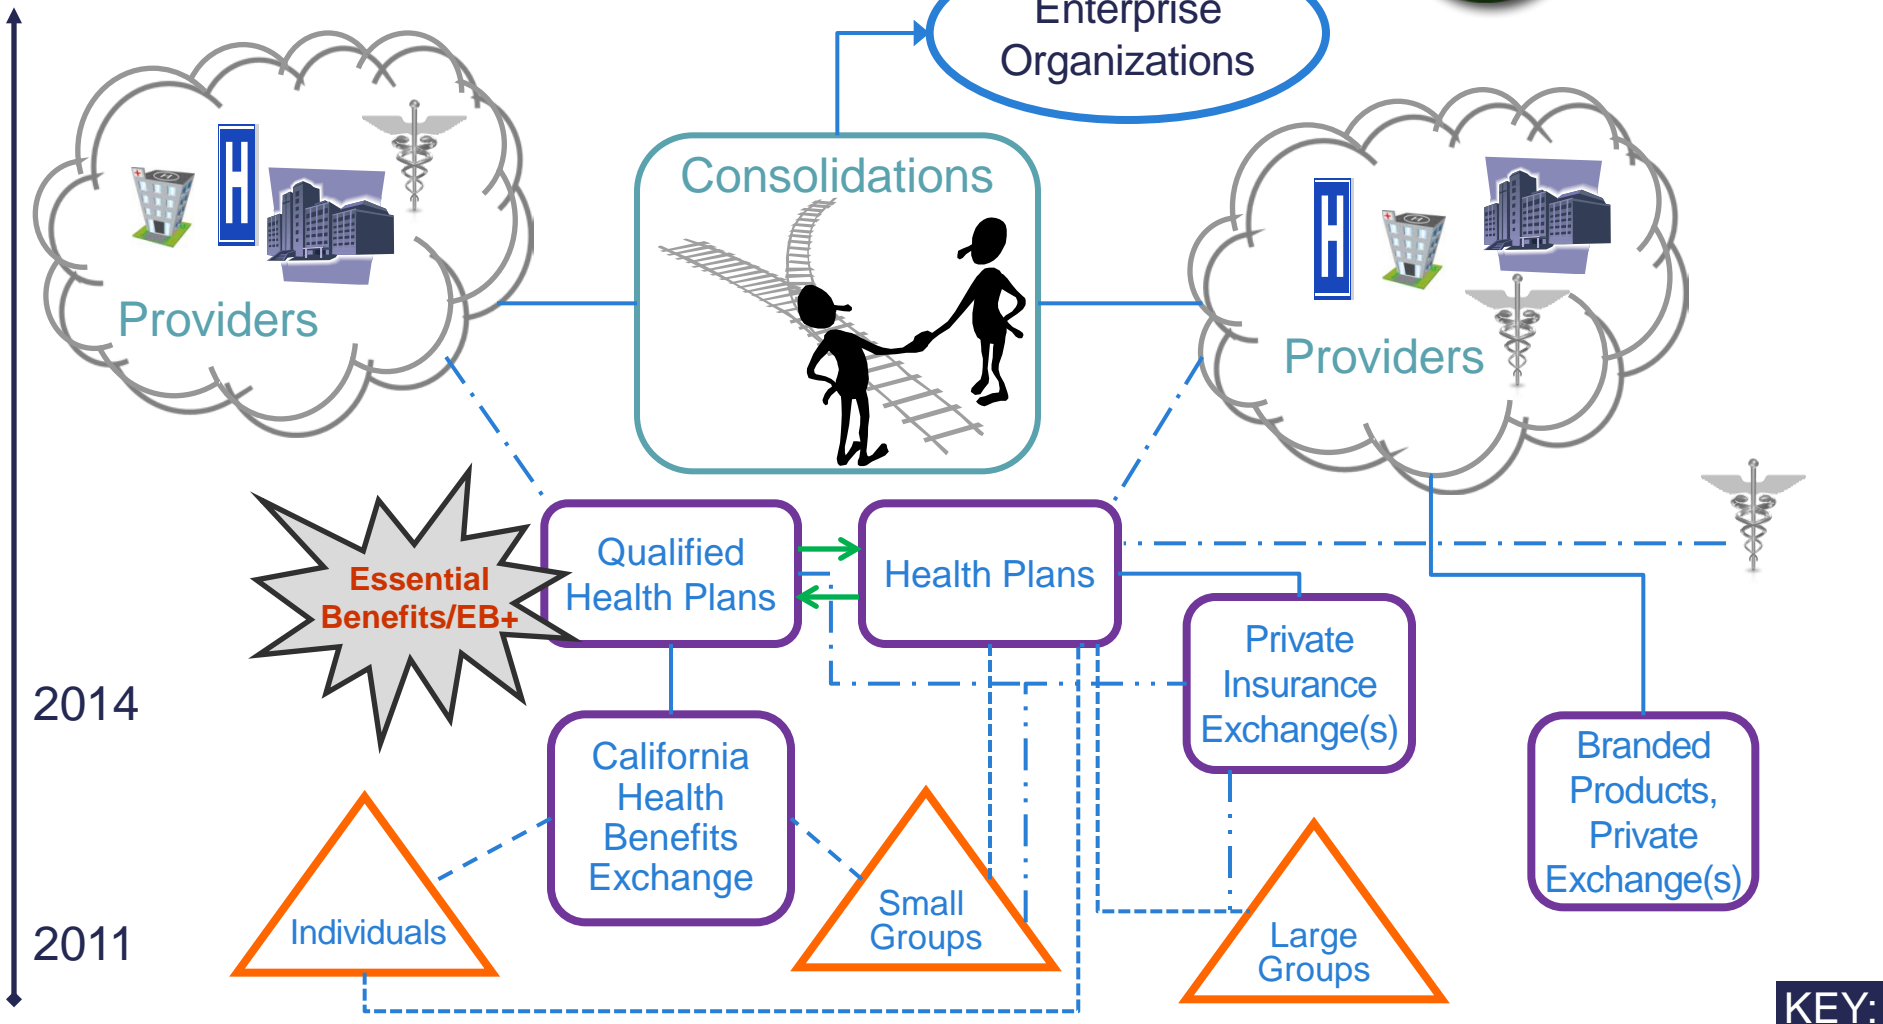 Enterprise
Organizations
Consolidations
H
H
Providers
Providers
Essential
Benefits/EB+
Qualified
Health Plans
Health Plans
Private
Insurance
Exchange(s)
2014
California
Health
Benefits
Exchange
Branded
Products,
Private
Exchange(s)
Individuals
Small
Groups
Large
Groups
2011
KEY: